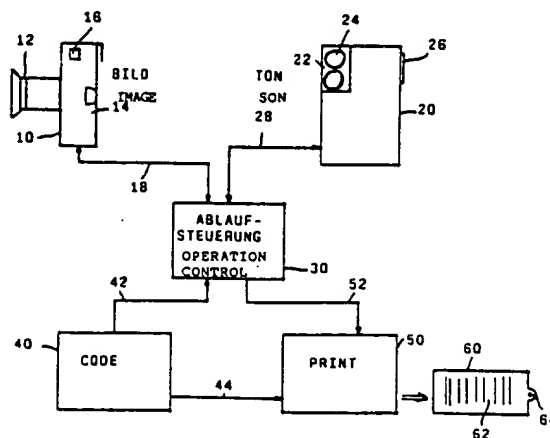 16
24
12
26
22
BILD
IMAGE
TON
SON
14
10
20
28
18
ABLAUF-
STEUERUNG
OPERATION
CONTROL
30
42
52
40
CODE
PRINT
50
60
44
62